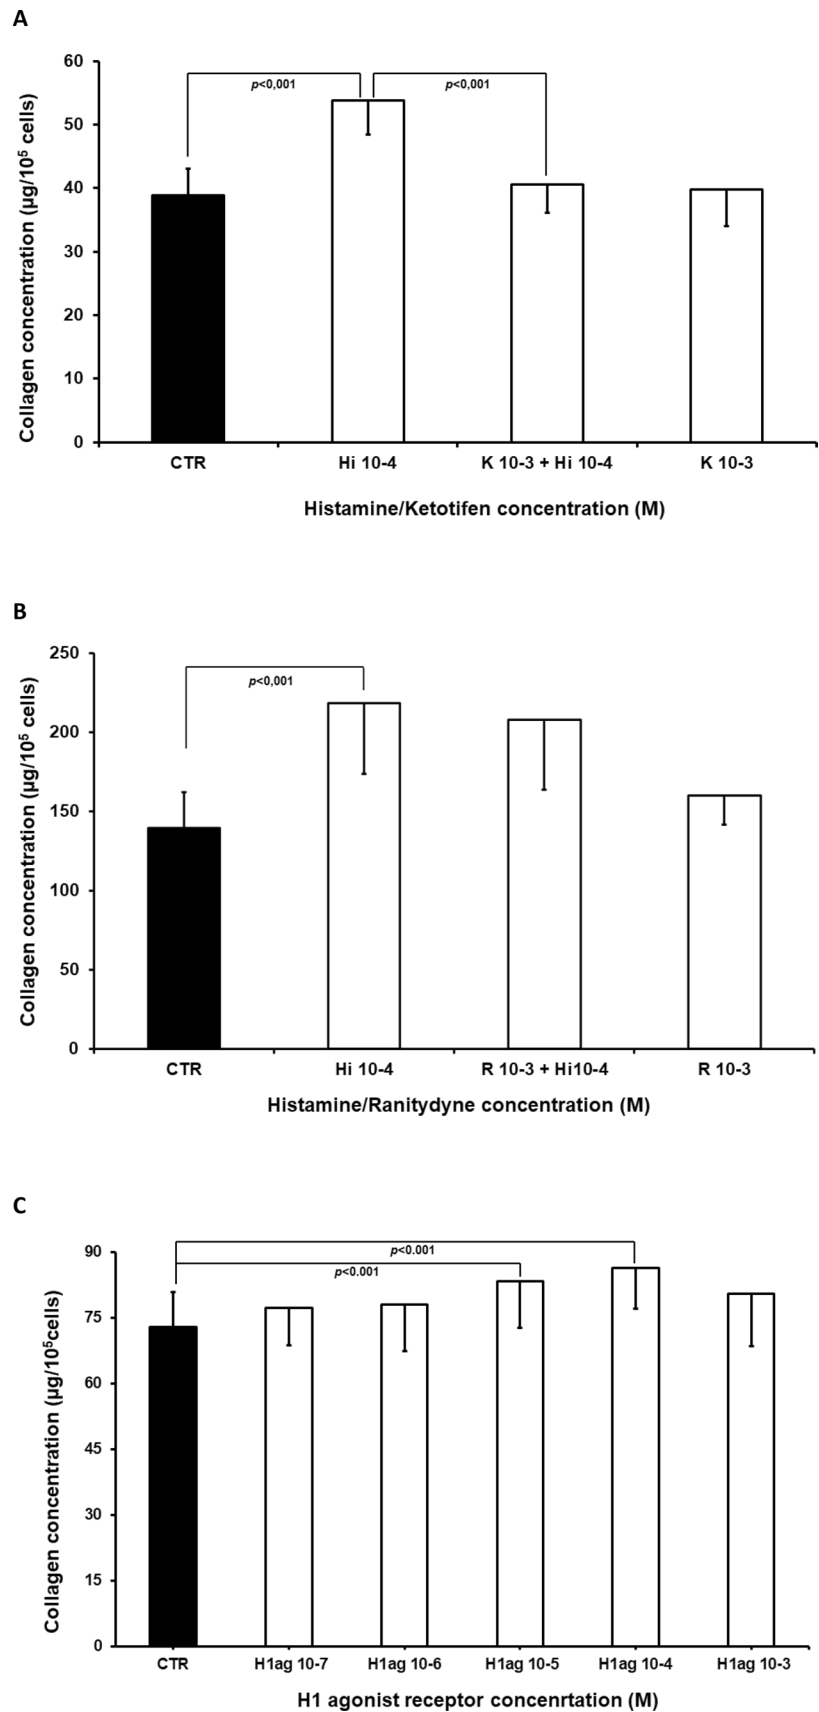 A
Collagen concentration (µg/10⁵ cells)
60
50
40
30
20
10
0
p<0,001
p<0,001
CTR
Hi 10-4
K 10-3 + Hi 10-4
K 10-3
Histamine/Ketotifen concentration (M)
B
Collagen concentration (µg/10⁵ cells)
250
200
150
100
50
0
p<0,001
CTR
Hi 10-4
R 10-3 + Hi10-4
R 10-3
Histamine/Ranitydyne concentration (M)
C
Collagen concentration (µg/10⁵cells)
90
75
60
45
30
15
0
p<0.001
p<0.001
CTR
H1ag 10-7
H1ag 10-6
H1ag 10-5
H1ag 10-4
H1ag 10-3
H1 agonist receptor concenrtation (M)